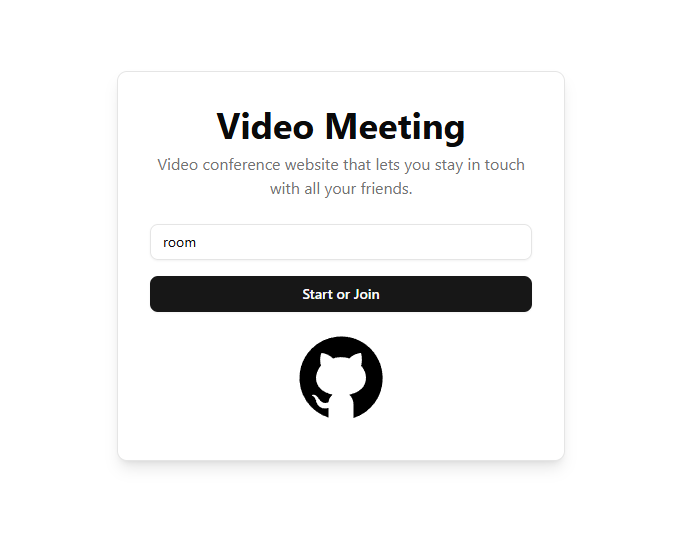 Video Meeting
Video conference website that lets you stay in touch
with all your friends.
room
Start or Join